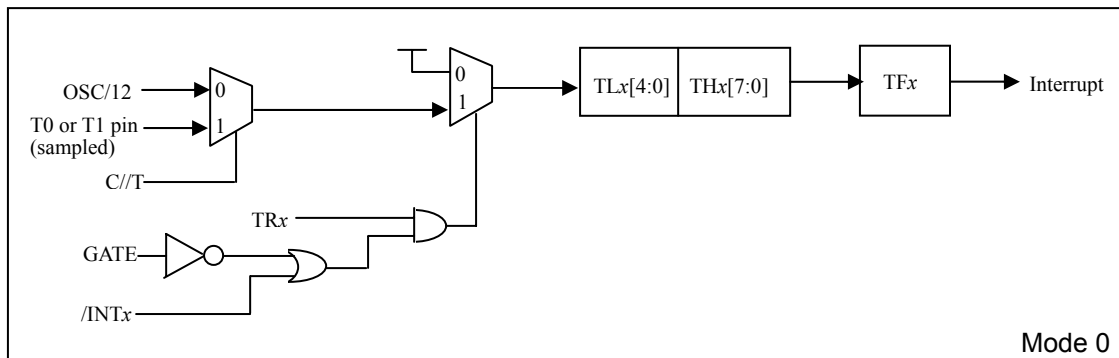 OSC/12
T0 or T1 pin
(sampled)
C//T
0
1
0
1
TLx[4:0]
THx[7:0]
TFx
Interrupt
TRx
GATE
/INTx
Mode 0